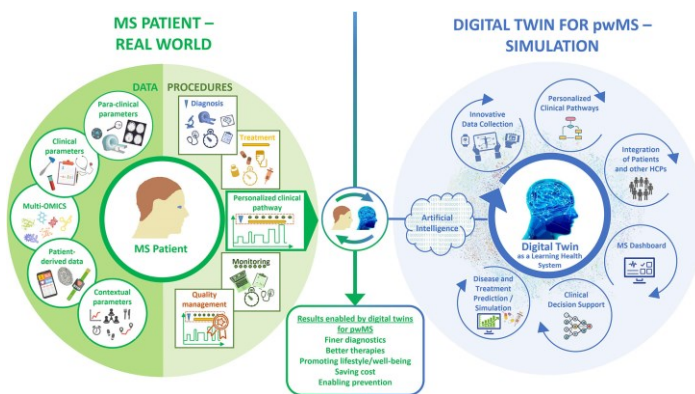 MS PATIENT –
REAL WORLD
DATA
PROCEDURES
Para-clinical
parameters
Clinical
parameters
Multi-OMICS
Patient-
derived data
Contextual
parameters
MS Patient
Diagnosis
Treatment
Personalized clinical
pathway
Monitoring
Quality
management
Results enabled by digital twins
for pwMS
Finer diagnostics
Better therapies
Promoting lifestyle/well-being
Saving cost
Enabling prevention
DIGITAL TWIN FOR pwMS –
SIMULATION
Artificial
Intelligence
Innovative
Data Collection
Personalized
Clinical Pathways
Integration
of Patients
and other HCPs
MS Dashboard
Clinical
Decision Support
Disease and
Treatment
Prediction /
Simulation
Digital Twin
as a Learning Health
System